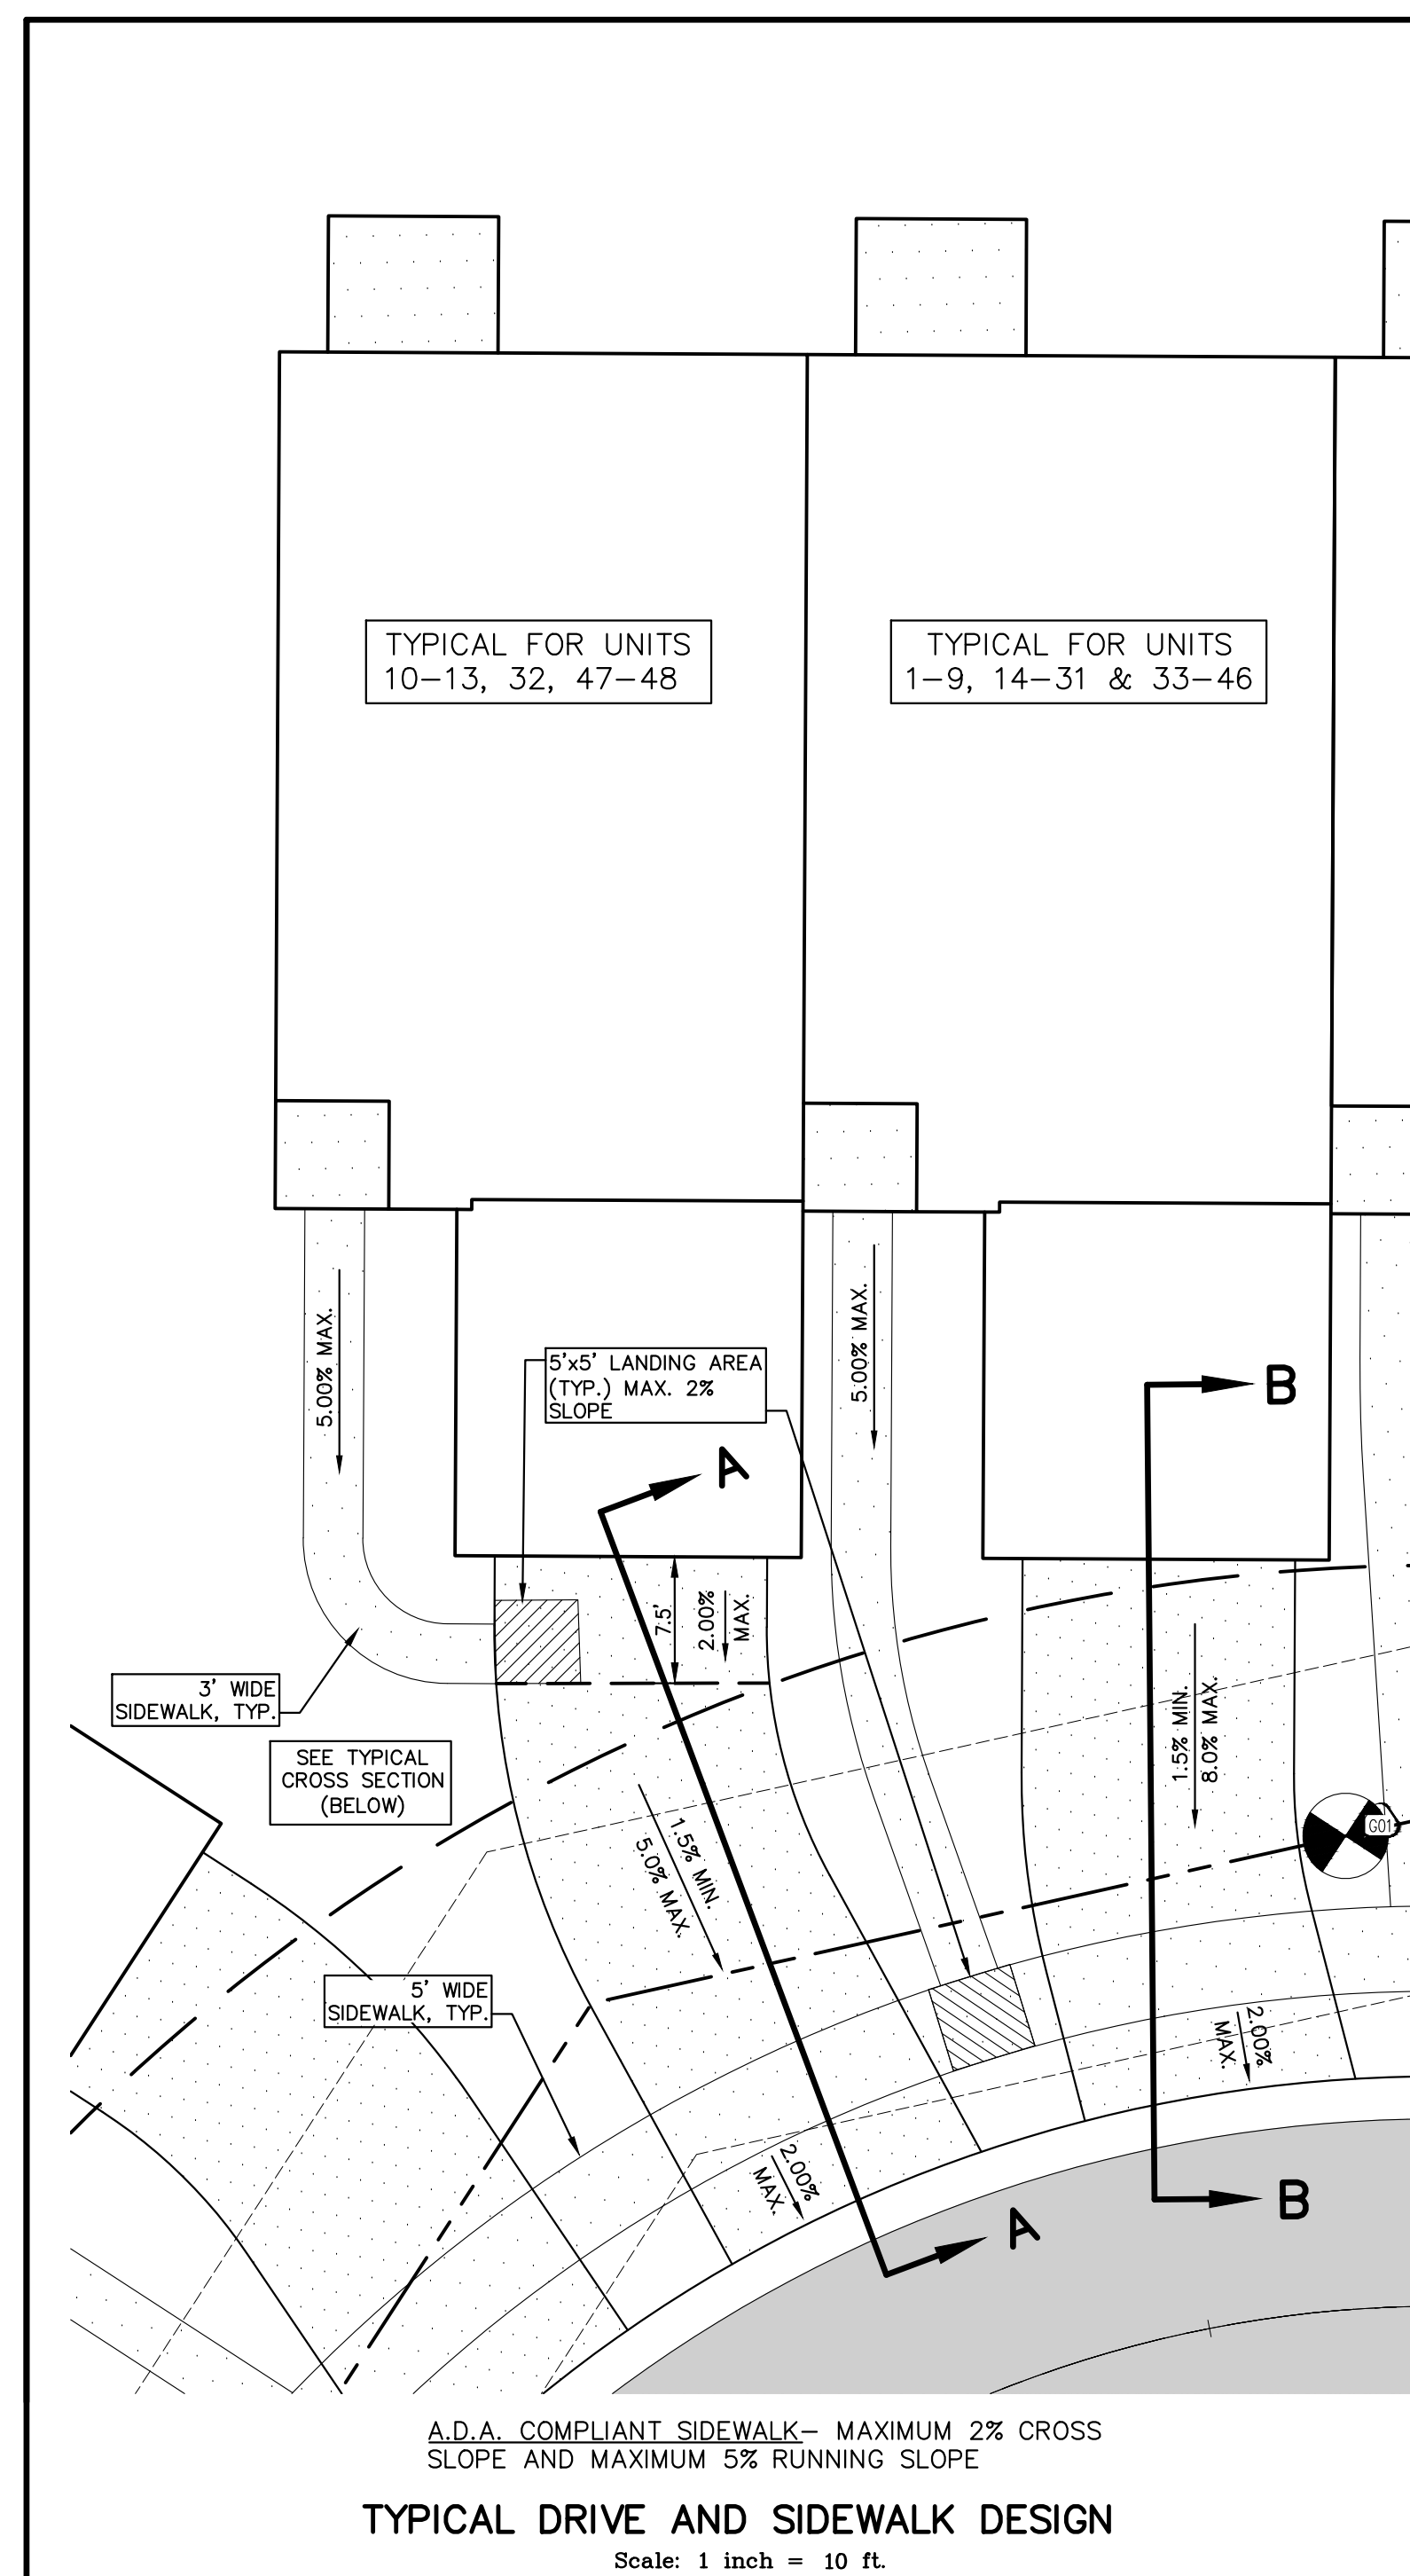 TYPICAL FOR UNITS
10-13, 32, 47-48
TYPICAL FOR UNITS
1-9, 14-31 & 33-46
5.00% MAX.
5.00% MAX.
5'x5' LANDING AREA
(TYP.) MAX. 2%
SLOPE
B
A
7.5'
2.00%
MAX.
3' WIDE
SIDEWALK, TYP.
SEE TYPICAL
CROSS SECTION
(BELOW)
1.5% MIN.
8.0% MAX.
G01
1.5% MIN.
5.0% MAX.
5' WIDE
SIDEWALK, TYP.
2.00%
MAX.
2.00%
MAX.
B
A
A.D.A. COMPLIANT SIDEWALK- MAXIMUM 2% CROSS
SLOPE AND MAXIMUM 5% RUNNING SLOPE
TYPICAL DRIVE AND SIDEWALK DESIGN
Scale: 1 inch = 10 ft.